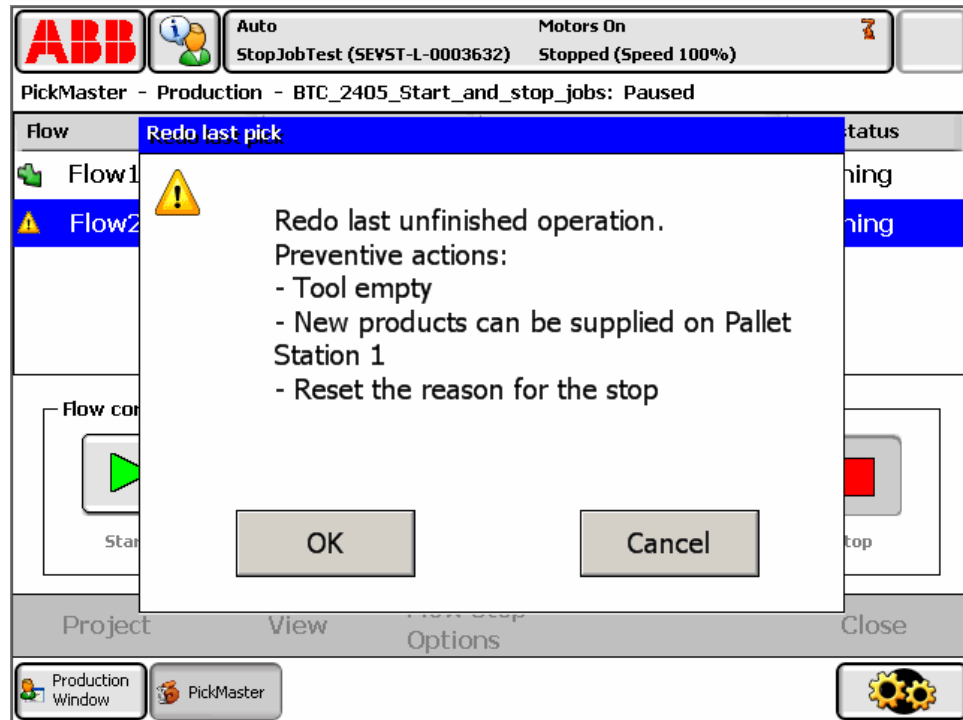 ABB
Auto
StopJobTest (SEVST-L-0003632)
Motors On
Stopped (Speed 100%)
PickMaster - Production - BTC_2405_Start_and_stop_jobs: Paused
Flow
status
Flow1
ning
Flow2
ning
Redo last pick
Redo last unfinished operation.
Preventive actions:
- Tool empty
- New products can be supplied on Pallet
Station 1
- Reset the reason for the stop
OK
Cancel
Flow con
Star
top
Project
View
Flow Stop
Options
Close
Production
Window
PickMaster